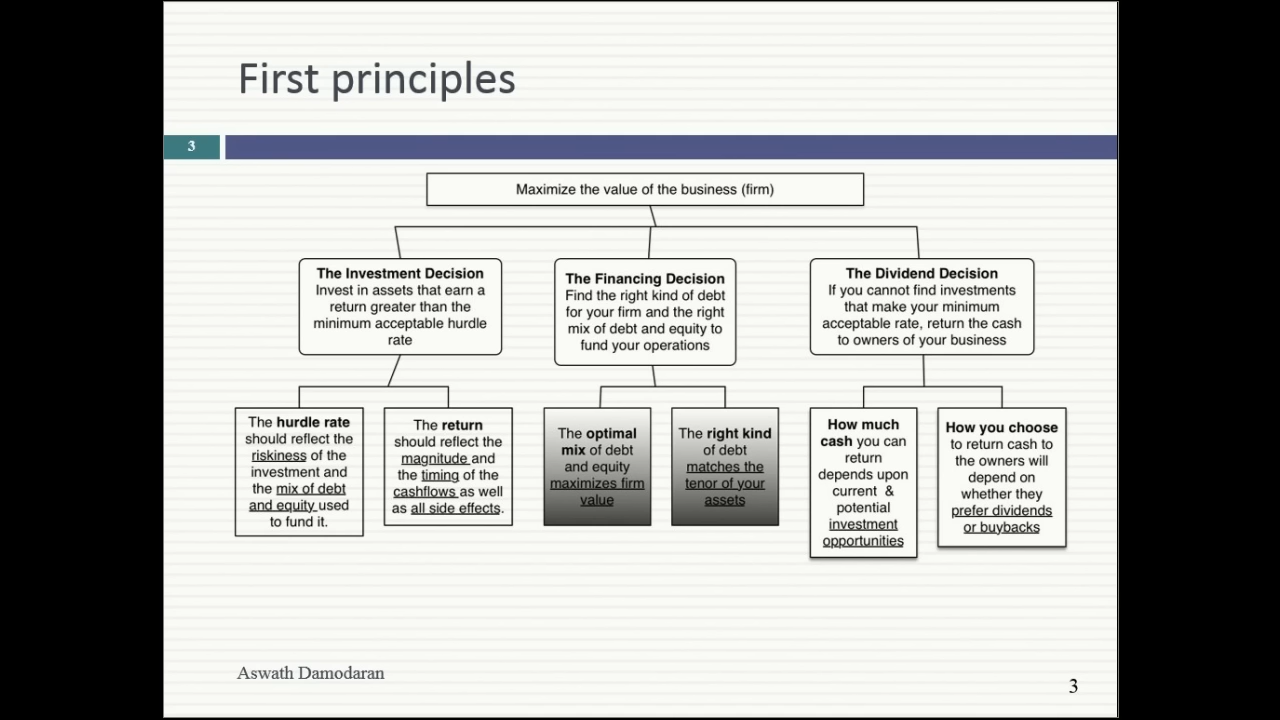 First principles
3
Maximize the value of the business (firm)
The Investment Decision
Invest in assets that earn a
return greater than the
minimum acceptable hurdle
rate
The Financing Decision
Find the right kind of debt
for your firm and the right
mix of debt and equity to
fund your operations
The Dividend Decision
If you cannot find investments
that make your minimum
acceptable rate, return the cash
to owners of your business
The hurdle rate
should reflect the
riskiness of the
investment and
the mix of debt
and equity used
to fund it.
The return
should reflect the
magnitude and
the timing of the
cashflows as well
as all side effects.
The optimal
mix of debt
and equity
maximizes firm
value
The right kind
of debt
matches the
tenor of your
assets
How much
cash you can
return
depends upon
current &
potential
investment
opportunities
How you choose
to return cash to
the owners will
depend on
whether they
prefer dividends
or buybacks
Aswath Damodaran
3